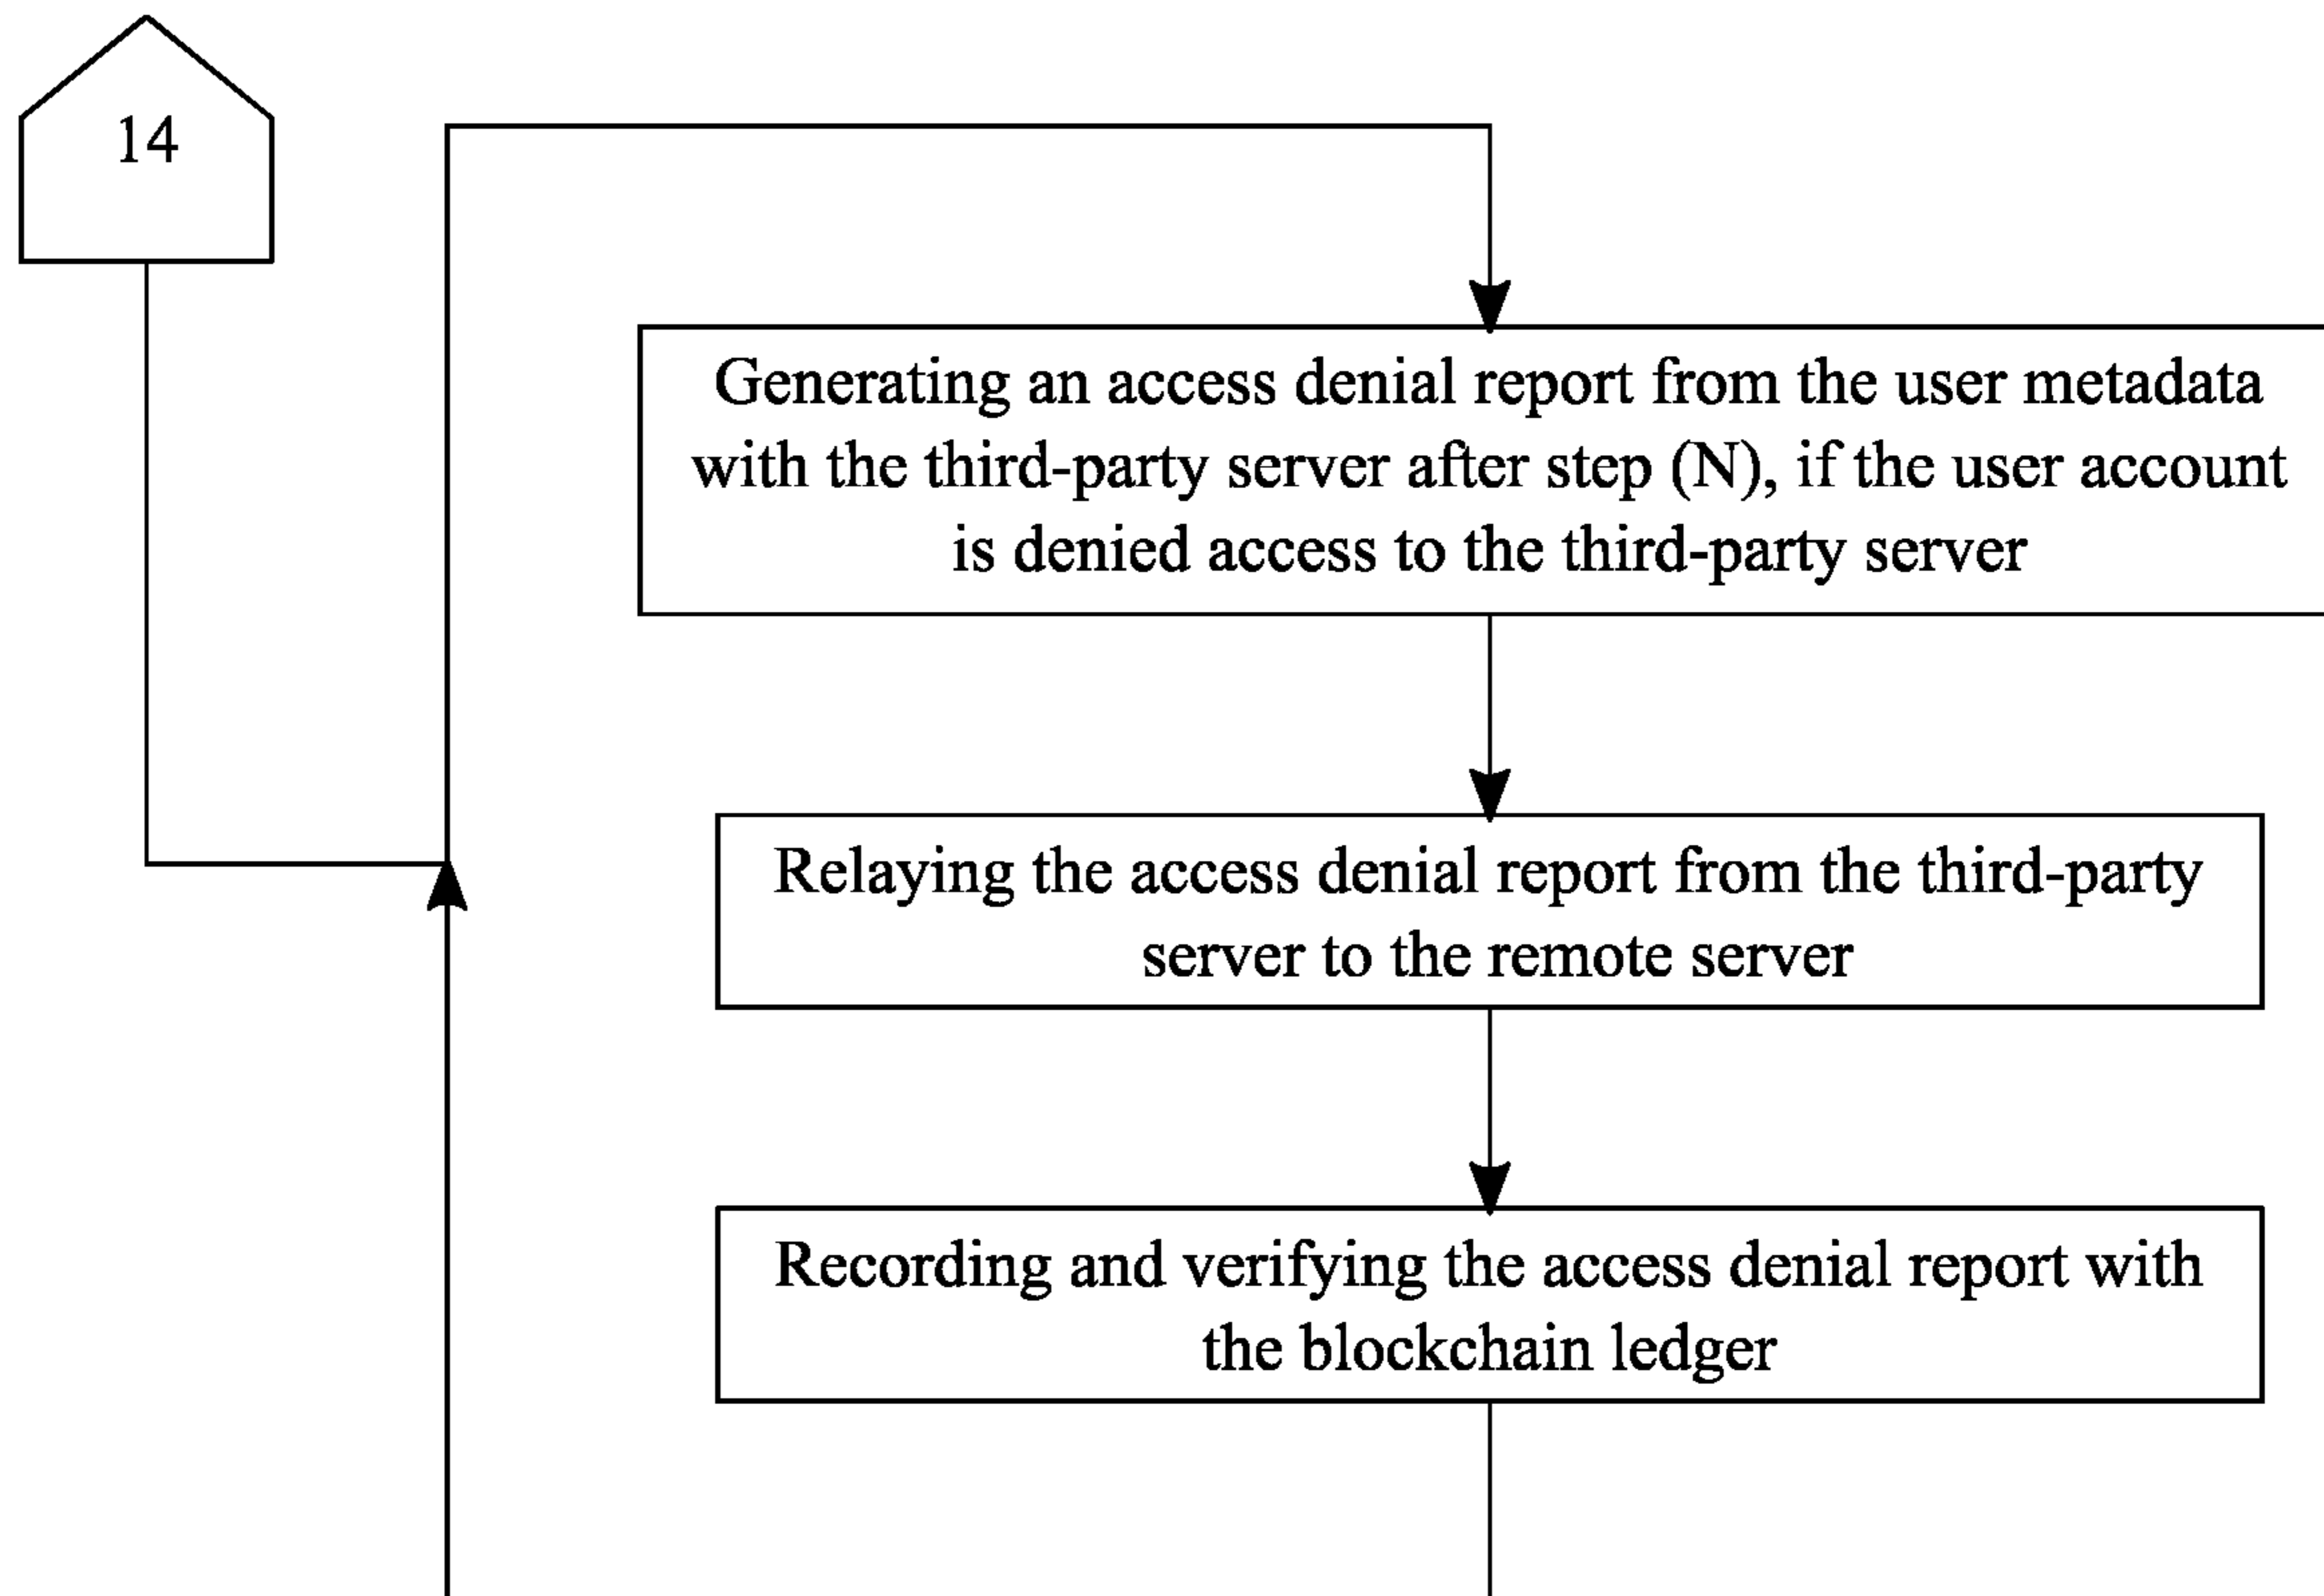 14
Generating an access denial report from the user metadata
with the third-party server after step (N), if the user account
is denied access to the third-party server
Relaying the access denial report from the third-party
server to the remote server
Recording and verifying the access denial report with
the blockchain ledger